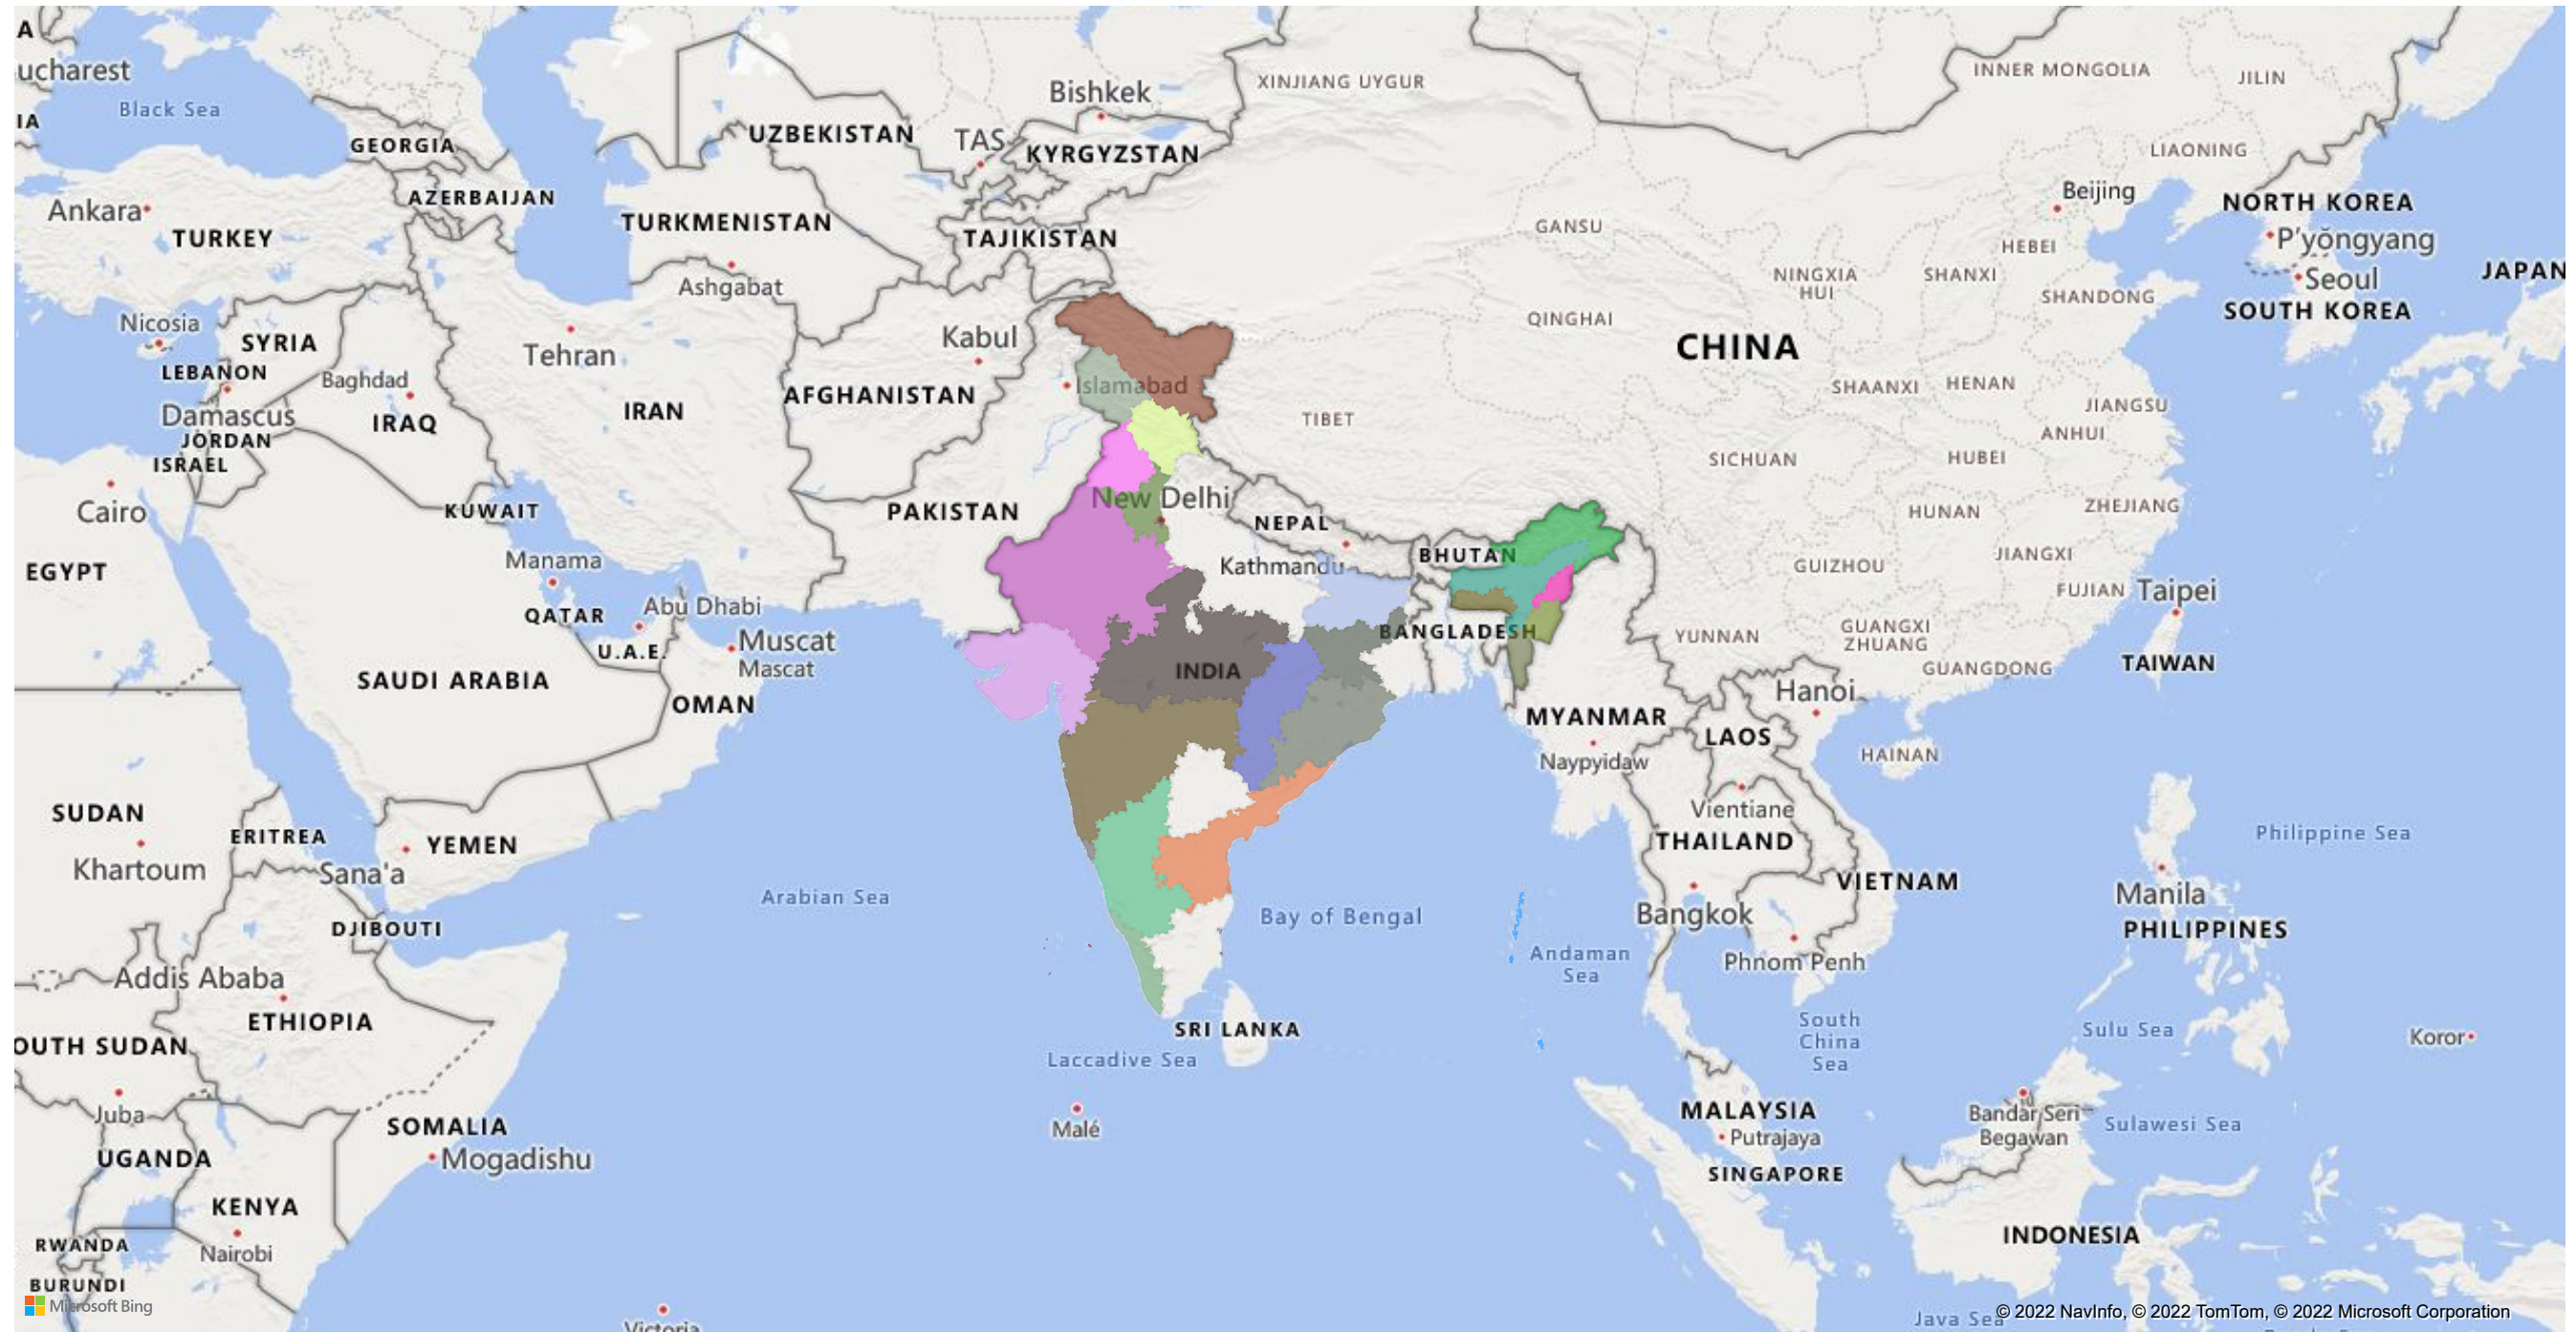 A
ucharest
Black Sea
IA
GEORGIA
AZERBAIJAN
Ankara
TURKEY
Nicosia
SYRIA
LEBANON
Damascus
JORDAN
ISRAEL
Baghdad
IRAQ
Cairo
EGYPT
KUWAIT
Tehran
IRAN
UZBEKISTAN
TURKMENISTAN
Ashgabat
Bishkek
TAS
KYRGYZSTAN
TAJIKISTAN
Kabul
AFGHANISTAN
Islamabad
PAKISTAN
New Delhi
NEPAL
Kathmandu
BHUTAN
BANGLADESH
INDIA
Manama
QATAR
Abu Dhabi
U.A.E.
Muscat
Mascat
SAUDI ARABIA
OMAN
YEMEN
Sana'a
SUDAN
Khartoum
ERITREA
DJIBOUTI
Addis Ababa
ETHIOPIA
OUTH SUDAN
Juba
SOMALIA
Mogadishu
UGANDA
KENYA
Nairobi
RWANDA
BURUNDI
Victoria
Arabian Sea
Bay of Bengal
Andaman
Sea
Laccadive Sea
SRI LANKA
Malé
XINJIANG UYGUR
INNER MONGOLIA
JILIN
LIAONING
Beijing
NORTH KOREA
P'yŏngyang
Seoul
SOUTH KOREA
JAPAN
GANSU
HEBEI
NINGXIA
HUI
SHANXI
SHANDONG
QINGHAI
CHINA
SHAANXI
HENAN
JIANGSU
TIBET
ANHUI
SICHUAN
HUBEI
HUNAN
ZHEJIANG
GUIZHOU
JIANGXI
FUJIAN
Taipei
YUNNAN
GUANGXI
ZHUANG
GUANGDONG
TAIWAN
Hanoi
MYANMAR
LAOS
Naypyidaw
HAINAN
Vientiane
THAILAND
VIETNAM
Bangkok
Phnom Penh
Manila
PHILIPPINES
Philippine Sea
South
China
Sea
Sulu Sea
Koror
MALAYSIA
Putrajaya
SINGAPORE
Bandar Seri
Begawan
Sulawesi Sea
INDONESIA
Java Sea
Microsoft Bing
© 2022 NavInfo, © 2022 TomTom, © 2022 Microsoft Corporation